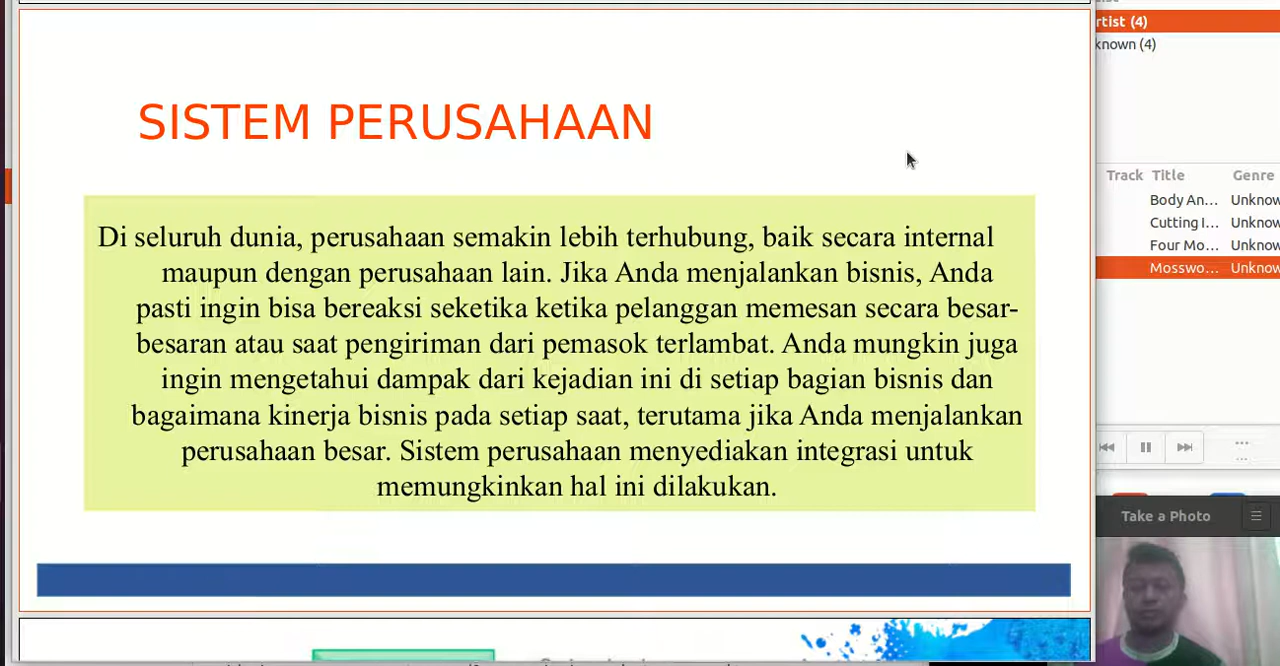 SISTEM PERUSAHAAN
Di seluruh dunia, perusahaan semakin lebih terhubung, baik secara internal
maupun dengan perusahaan lain. Jika Anda menjalankan bisnis, Anda
pasti ingin bisa bereaksi seketika ketika pelanggan memesan secara besar-
besaran atau saat pengiriman dari pemasok terlambat. Anda mungkin juga
ingin mengetahui dampak dari kejadian ini di setiap bagian bisnis dan
bagaimana kinerja bisnis pada setiap saat, terutama jika Anda menjalankan
perusahaan besar. Sistem perusahaan menyediakan integrasi untuk
memungkinkan hal ini dilakukan.
rtist (4)
known (4)
Track Title Genre
Body An... Unknow
Cutting I... Unknow
Four Mo... Unknow
Mosswo... Unknow
Take a Photo